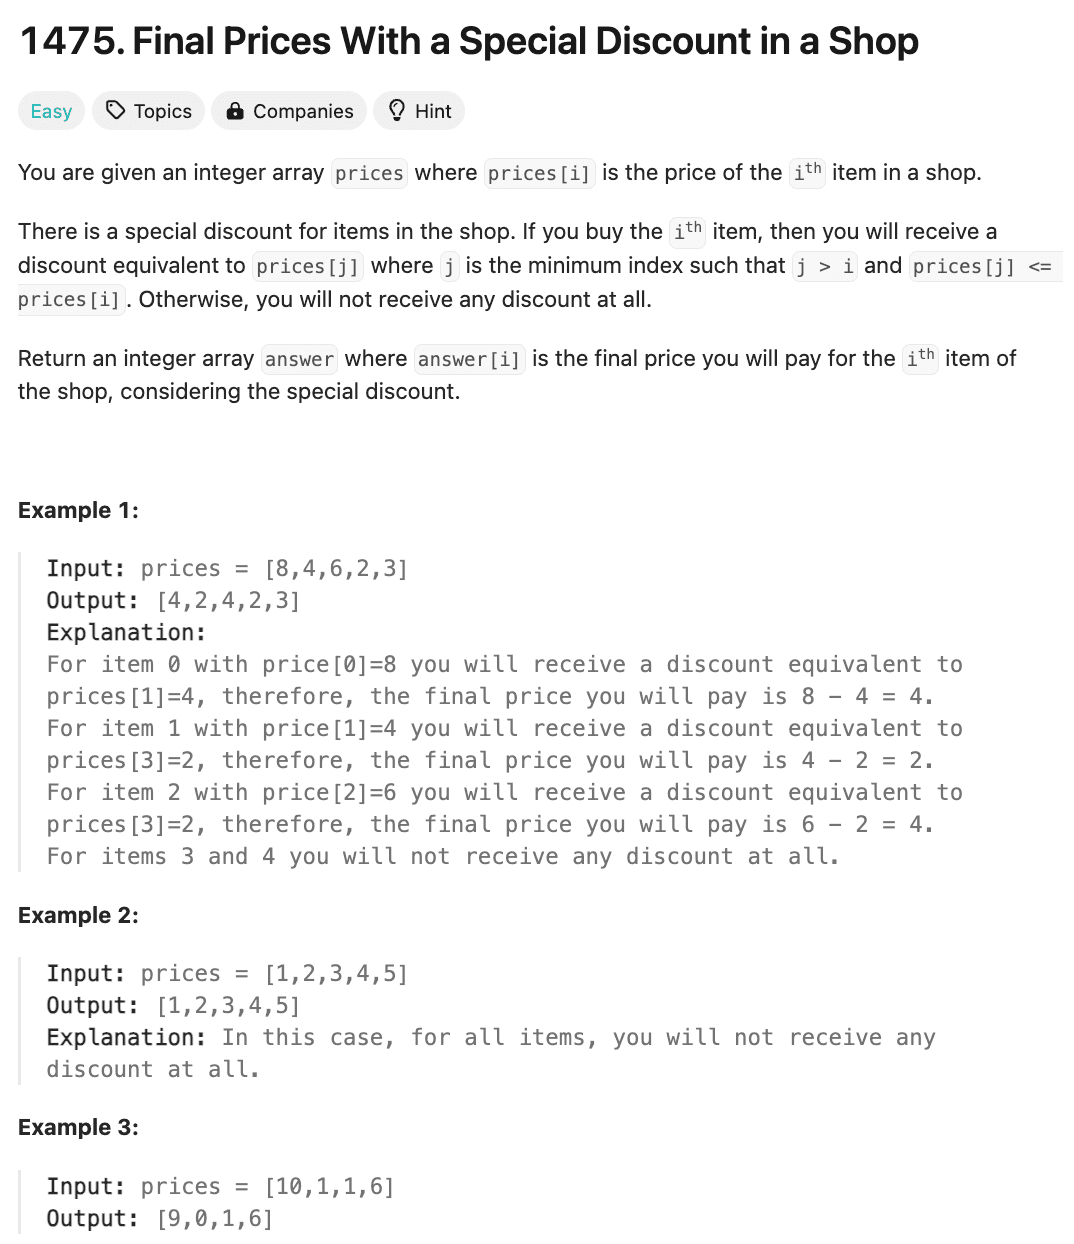 1475. Final Prices With a Special Discount in a Shop
Easy Topics Companies Hint
You are given an integer array prices where prices[i] is the price of the ith item in a shop.
There is a special discount for items in the shop. If you buy the ith item, then you will receive a
discount equivalent to prices[j] where j is the minimum index such that j > i and prices[j] <=
prices[i]. Otherwise, you will not receive any discount at all.
Return an integer array answer where answer[i] is the final price you will pay for the ith item of
the shop, considering the special discount.
Example 1:
Input: prices = [8,4,6,2,3]
Output: [4,2,4,2,3]
Explanation:
For item 0 with price[0]=8 you will receive a discount equivalent to
prices[1]=4, therefore, the final price you will pay is 8 - 4 = 4.
For item 1 with price[1]=4 you will receive a discount equivalent to
prices[3]=2, therefore, the final price you will pay is 4 - 2 = 2.
For item 2 with price[2]=6 you will receive a discount equivalent to
prices[3]=2, therefore, the final price you will pay is 6 - 2 = 4.
For items 3 and 4 you will not receive any discount at all.
Example 2:
Input: prices = [1,2,3,4,5]
Output: [1,2,3,4,5]
Explanation: In this case, for all items, you will not receive any
discount at all.
Example 3:
Input: prices = [10,1,1,6]
Output: [9,0,1,6]